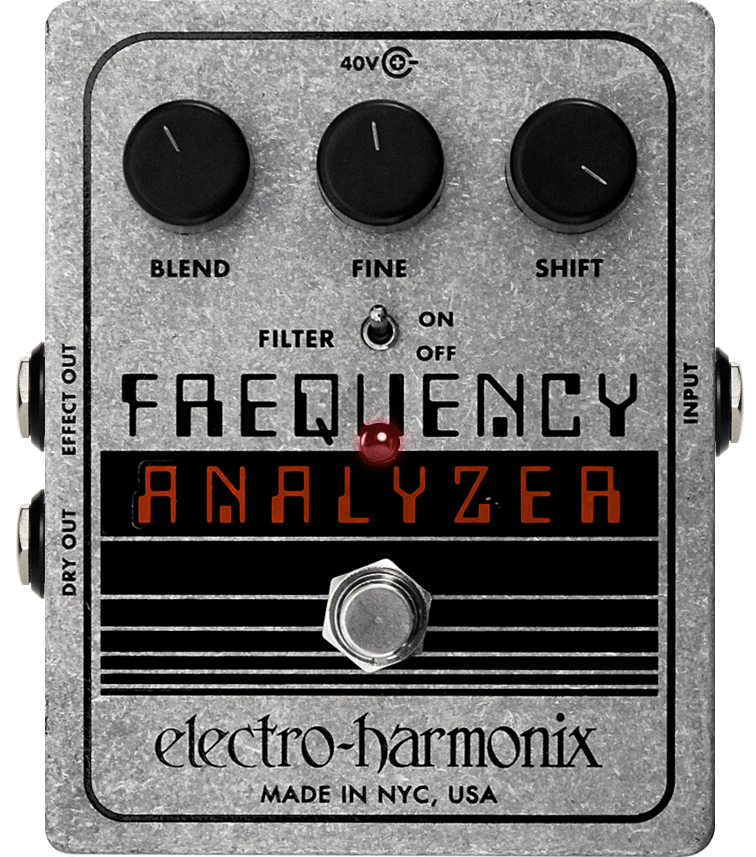 40V
BLEND
FINE
SHIFT
FILTER
ON
OFF
EFFECT OUT
INPUT
FREQUENCY
ANALYZER
DRY OUT
electro-harmonix
MADE IN NYC, USA